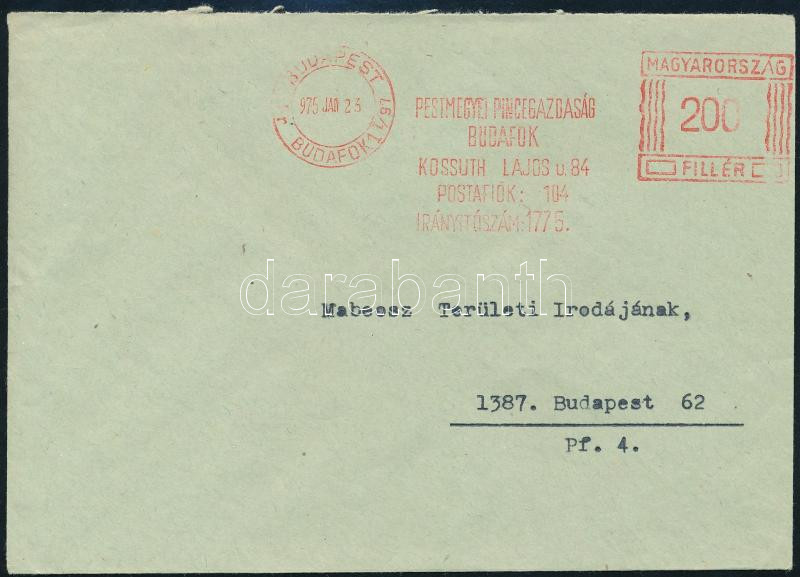 BUDAPEST
975 JAN 23
BUDAFOK 1
PESTMEGYEI PINCEGAZDASÁG
BUDAFOK
KOSSUTH LAJOS u. 84
POSTAFIÓK: 104
IRÁNYÍTÓSZÁM: 1775.
MAGYARORSZÁG
200
FILLÉR
darabanth
Mabeosz Területi Irodájának,
1387. Budapest 62
Pf. 4.